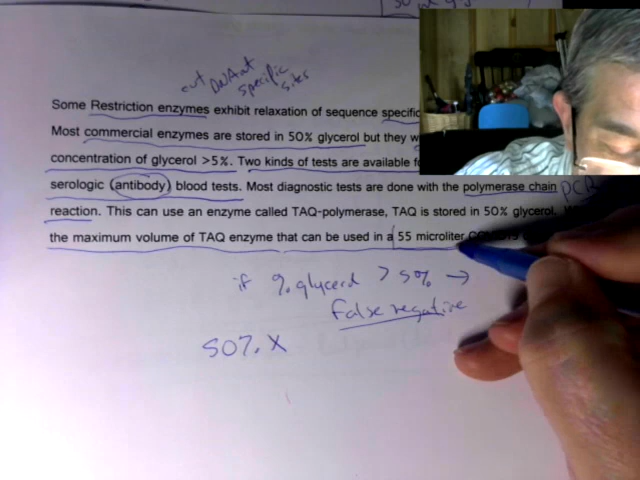 cut DNA at
specific
sites
Some Restriction enzymes exhibit relaxation of sequence specific
Most commercial enzymes are stored in 50% glycerol but they
concentration of glycerol >5%. Two kinds of tests are available
serologic (antibody) blood tests. Most diagnostic tests are done with the polymerase chain PCR
reaction. This can use an enzyme called TAQ-polymerase, TAQ is stored in 50% glycerol.
the maximum volume of TAQ enzyme that can be used in a 55 microliter
if % glycerol > 5% →
false negative
50% X